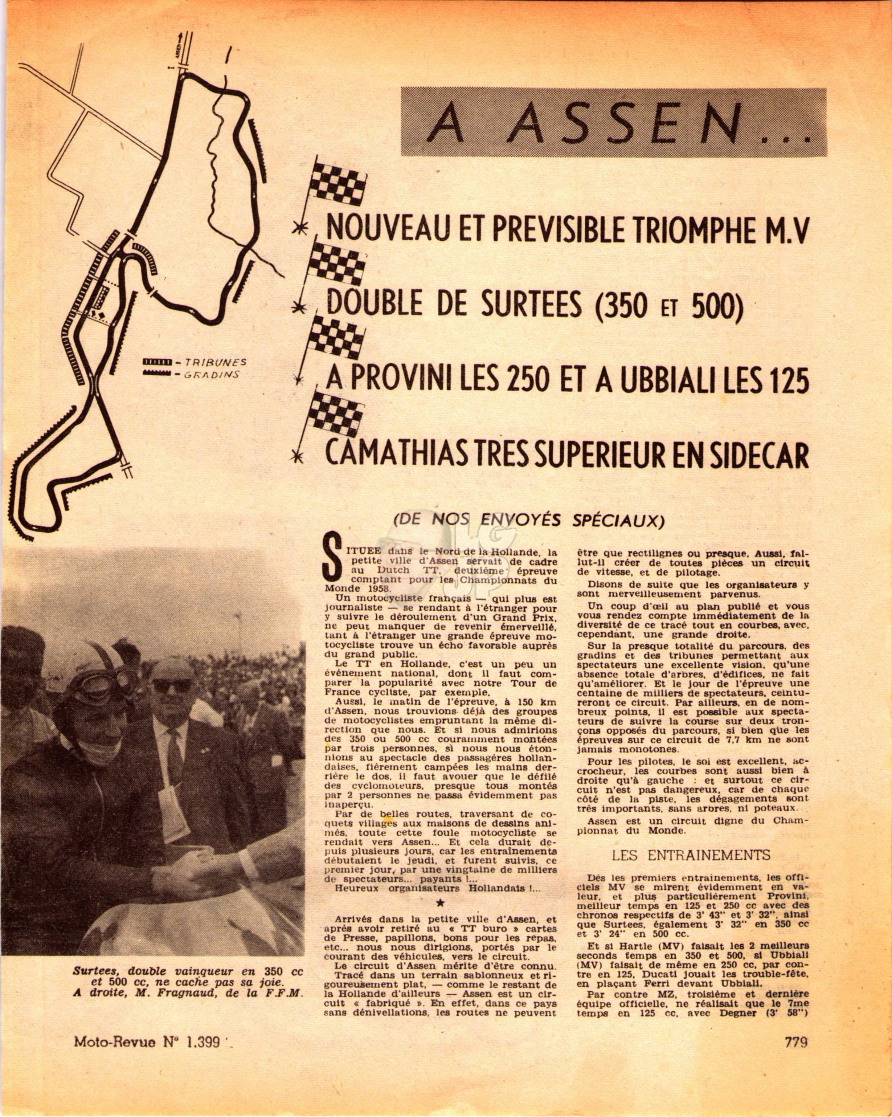 A ASSEN...
NOUVEAU ET PREVISIBLE TRIOMPHE M.V
DOUBLE DE SURTEES (350 ET 500)
A PROVINI LES 250 ET A UBBIALI LES 125
CAMATHIAS TRES SUPERIEUR EN SIDECAR
- TRIBUNES
- GRADINS
(DE NOS ENVOYÉS SPÉCIAUX)
SITUEE dans le Nord de la Hollande, la
petite ville d'Assen servait de cadre
au Dutch TT, deuxième épreuve
comptant pour les Championnats du
Monde 1958.
Un motocycliste français — qui plus est
journaliste — se rendant à l'étranger pour
y suivre le déroulement d'un Grand Prix,
ne peut manquer de revenir émerveillé,
tant à l'étranger une grande épreuve mo-
tocycliste trouve un écho favorable auprès
du grand public.
Le TT en Hollande, c'est un peu un
événement national, dont il faut com-
parer la popularité avec notre Tour de
France cycliste, par exemple.
Aussi, le matin de l'épreuve, à 150 km
d'Assen, nous trouvions déjà des groupes
de motocyclistes empruntant la même di-
rection que nous. Et si nous admirions
des 350 ou 500 cc couramment montées
par trois personnes, si nous nous éton-
nions au spectacle des passagères hollan-
daises, fièrement campées les mains der-
rière le dos, il faut avouer que le défilé
des cyclomoteurs, presque tous montés
par 2 personnes ne passa évidemment pas
inaperçu.
Par de belles routes, traversant de co-
quets villages aux maisons de dessins ani-
més, toute cette foule motocycliste se
rendait vers Assen... Et cela durait de-
puis plusieurs jours, car les entraînements
débutaient le jeudi, et furent suivis, ce
premier jour, par une vingtaine de milliers
de spectateurs... payants !...
Heureux organisateurs Hollandais !...
★
Arrivés dans la petite ville d'Assen, et
après avoir retiré au « TT buro » cartes
de Presse, papillons, bons pour les repas,
etc... nous nous dirigions, portés par le
courant des véhicules, vers le circuit.
Le circuit d'Assen mérite d'être connu.
Tracé dans un terrain sablonneux et ri-
goureusement plat, — comme le restant de
la Hollande d'ailleurs — Assen est un cir-
cuit « fabriqué ». En effet, dans ce pays
sans dénivellations, les routes ne peuvent
être que rectilignes ou presque. Aussi, fal-
lut-il créer de toutes pièces un circuit
de vitesse, et de pilotage.
Disons de suite que les organisateurs y
sont merveilleusement parvenus.
Un coup d'œil au plan publié et vous
vous rendez compte immédiatement de la
diversité de ce tracé tout en courbes, avec,
cependant, une grande droite.
Sur la presque totalité du parcours, des
gradins et des tribunes permettant aux
spectateurs une excellente vision, qu'une
absence totale d'arbres, d'édifices, ne fait
qu'améliorer. Et le jour de l'épreuve une
centaine de milliers de spectateurs, ceintu-
reront ce circuit. Par ailleurs, en de nom-
breux points, il est possible aux specta-
teurs de suivre la course sur deux tron-
çons opposés du parcours, si bien que les
épreuves sur ce circuit de 7,7 km ne sont
jamais monotones.
Pour les pilotes, le sol est excellent, ac-
crocheur, les courbes sont aussi bien à
droite qu'à gauche : et surtout ce cir-
cuit n'est pas dangereux, car de chaque
côté de la piste, les dégagements sont
très importants, sans arbres, ni poteaux.
Assen est un circuit digne du Cham-
pionnat du Monde.
LES ENTRAINEMENTS
Dès les premiers entraînements, les offi-
ciels MV se mirent évidemment en va-
leur, et plus particulièrement Provini,
meilleur temps en 125 et 250 cc avec des
chronos respectifs de 3' 43" et 3' 32", ainsi
que Surtees, également 3' 32" en 350 cc
et 3' 24" en 500 cc.
Et si Hartle (MV) faisait les 2 meilleurs
seconds temps en 350 et 500, si Ubbiali
(MV) faisait de même en 250 cc, par con-
tre en 125, Ducati jouait les trouble-fête,
en plaçant Ferri devant Ubbiali.
Par contre MZ, troisième et dernière
équipe officielle, ne réalisait que le 7me
temps en 125 cc, avec Degner (3' 58")
Surtees, double vainqueur en 350 cc
et 500 cc, ne cache pas sa joie.
A droite, M. Fragnaud, de la F.F.M.
Moto-Revue N° 1.399
779